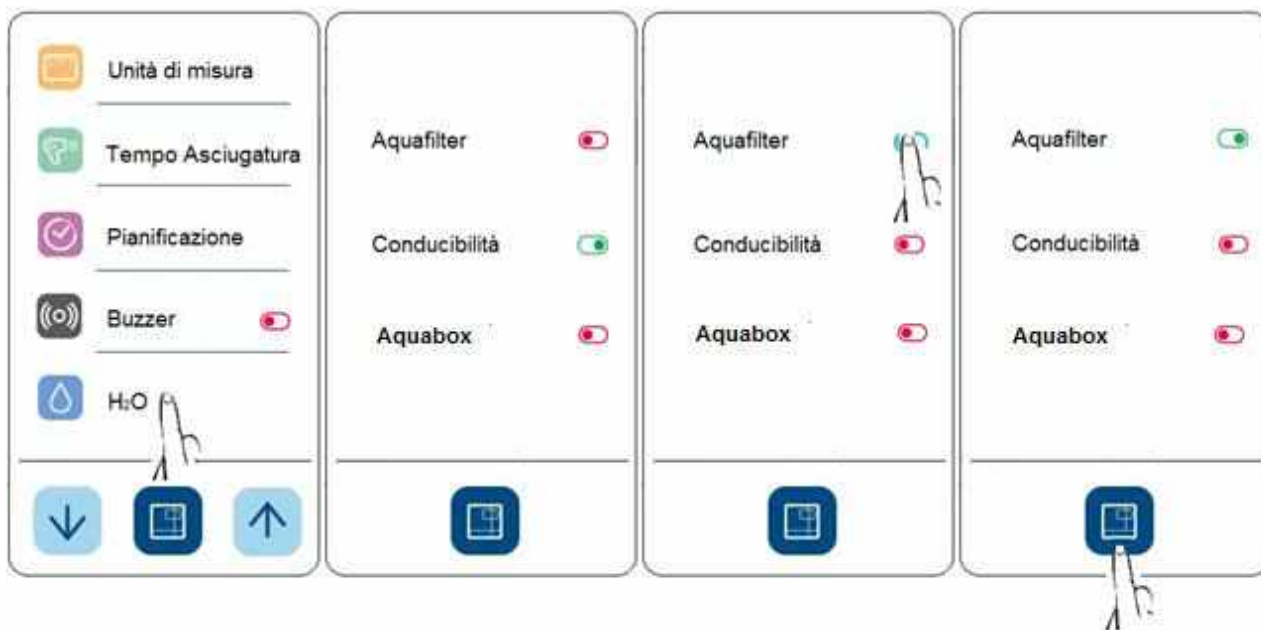 Unità di misura
Tempo Asciugatura
Pianificazione
Buzzer
H₂O
Aquafilter
Conducibilità
Aquabox
Aquafilter
Conducibilità
Aquabox
Aquafilter
Conducibilità
Aquabox